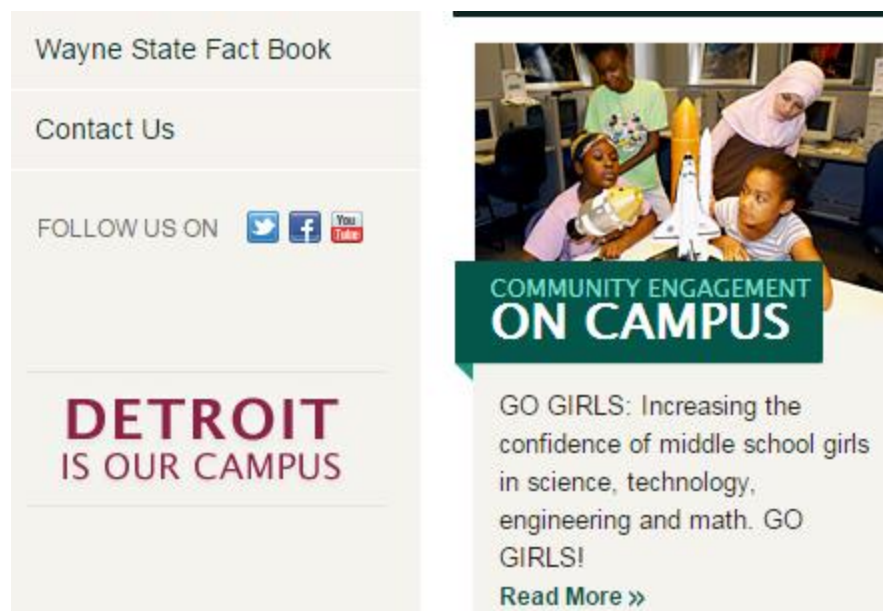 Wayne State Fact Book
Contact Us
FOLLOW US ON
You
Tube
DETROIT
IS OUR CAMPUS
COMMUNITY ENGAGEMENT
ON CAMPUS
GO GIRLS: Increasing the
confidence of middle school girls
in science, technology,
engineering and math. GO
GIRLS!
Read More »